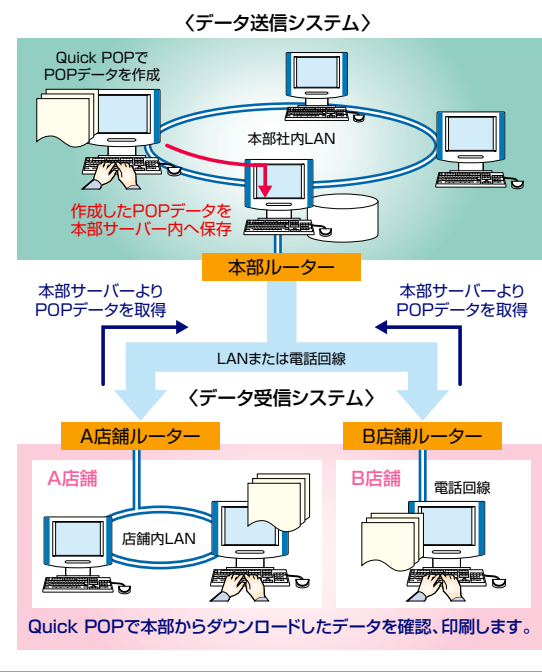 〈データ送信システム〉
Quick POPで
POPデータを作成
本部社内LAN
作成したPOPデータを
本部サーバー内へ保存
本部ルーター
本部サーバーより
POPデータを取得
本部サーバーより
POPデータを取得
LANまたは電話回線
〈データ受信システム〉
A店舗ルーター
B店舗ルーター
A店舗
店舗内LAN
B店舗
電話回線
Quick POPで本部からダウンロードしたデータを確認、印刷します。